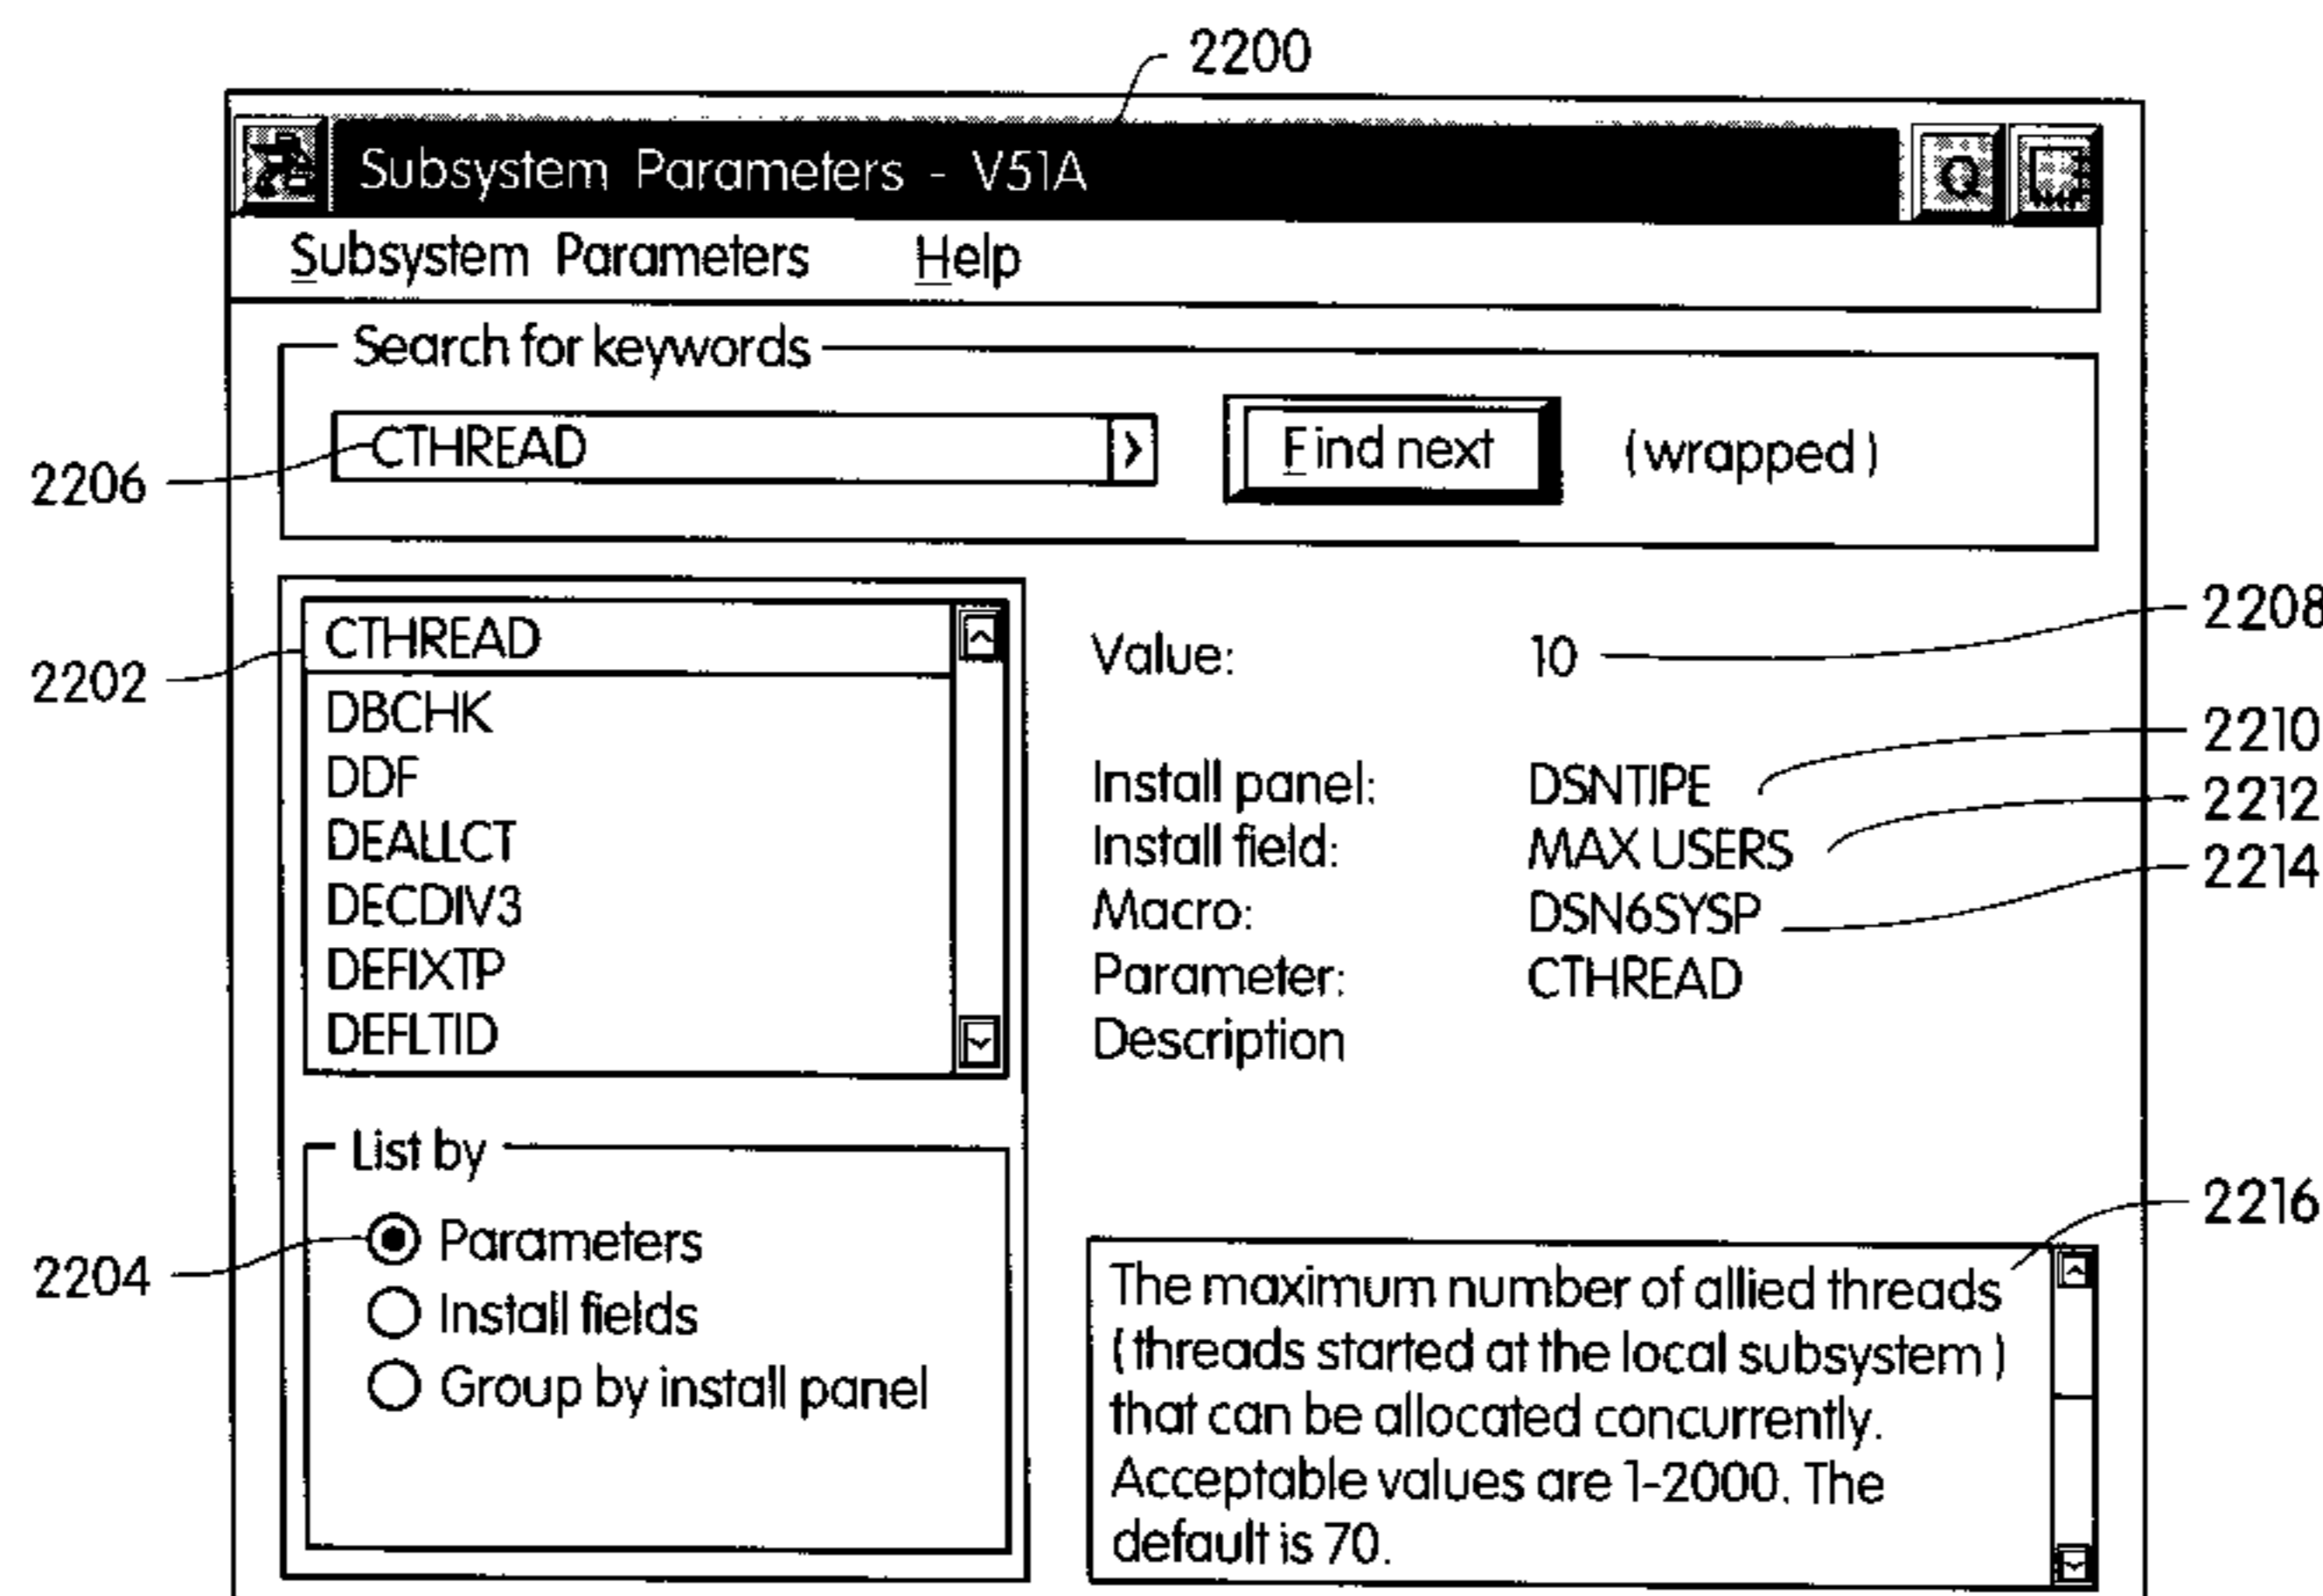 2200
Subsystem Parameters - V51A
Q
Subsystem Parameters Help
Search for keywords
CTHREAD > Find next (wrapped)
2206
2202
CTHREAD
DBCHK
DDF
DEALLCT
DECDIV3
DEFIXTP
DEFLTID
List by
2204
Parameters
Install fields
Group by install panel
Value: 10 2208
Install panel: DSNTIPE 2210
Install field: MAX USERS 2212
Macro: DSN6SYSP 2214
Parameter: CTHREAD
Description
2216
The maximum number of allied threads
(threads started at the local subsystem)
that can be allocated concurrently.
Acceptable values are 1-2000. The
default is 70.